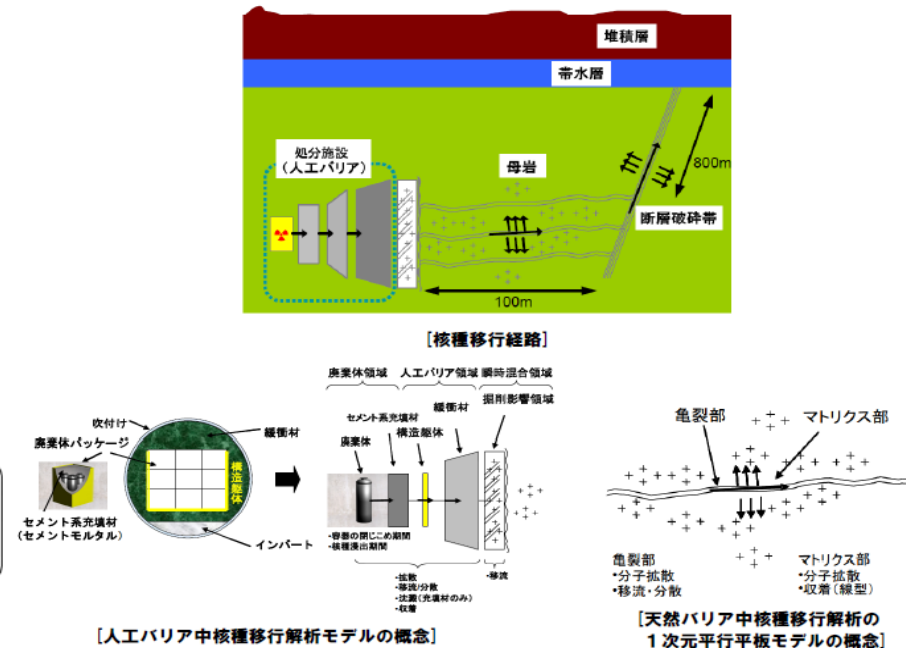 堆積層
帯水層
処分施設
(人工バリア)
母岩
800m
断層破砕帯
100m
[核種移行経路]
廃棄体領域
人工バリア領域
瞬時混合領域
掘削影響領域
緩衝材
セメント系充填材
構造躯体
廃棄体
吹付け
廃棄体パッケージ
緩衝材
構造躯体
セメント系充填材
(セメントモルタル)
インバート
・容器の閉じこめ期間
・核種浸出期間
・拡散
・移流/分散
・沈澱(充填材のみ)
・収着
・移流
[人工バリア中核種移行解析モデルの概念]
亀裂部
マトリクス部
亀裂部
・分子拡散
・移流・分散
マトリクス部
・分子拡散
・収着(線型)
[天然バリア中核種移行解析の
1次元平行平板モデルの概念]